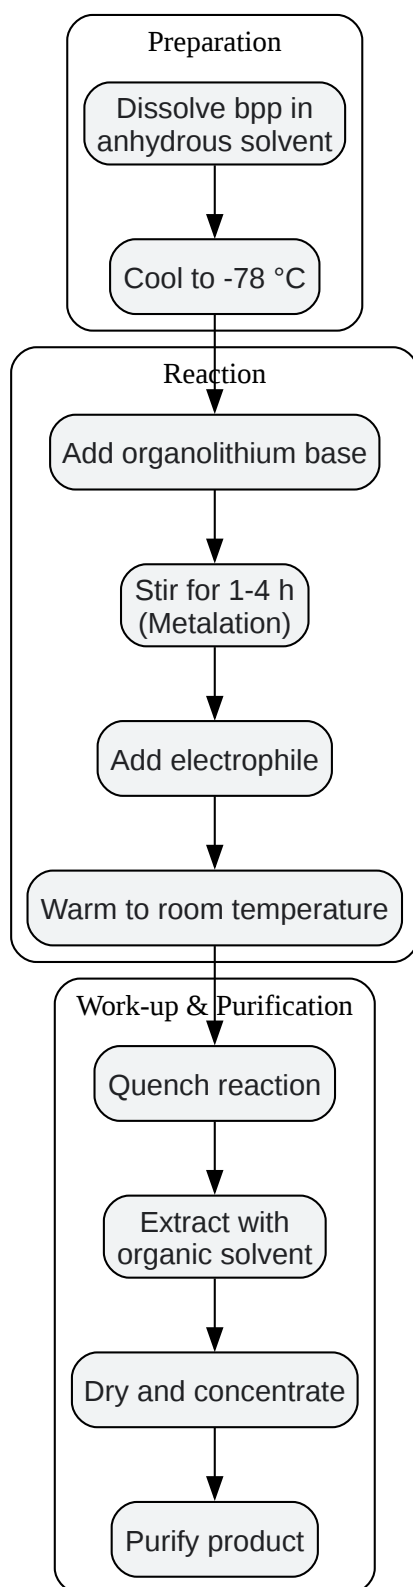 Preparation
Dissolve bpp in
anhydrous solvent
Cool to -78 °C
Reaction
Add organolithium base
Stir for 1-4 h
(Metalation)
Add electrophile
Warm to room temperature
Work-up & Purification
Quench reaction
Extract with
organic solvent
Dry and concentrate
Purify product